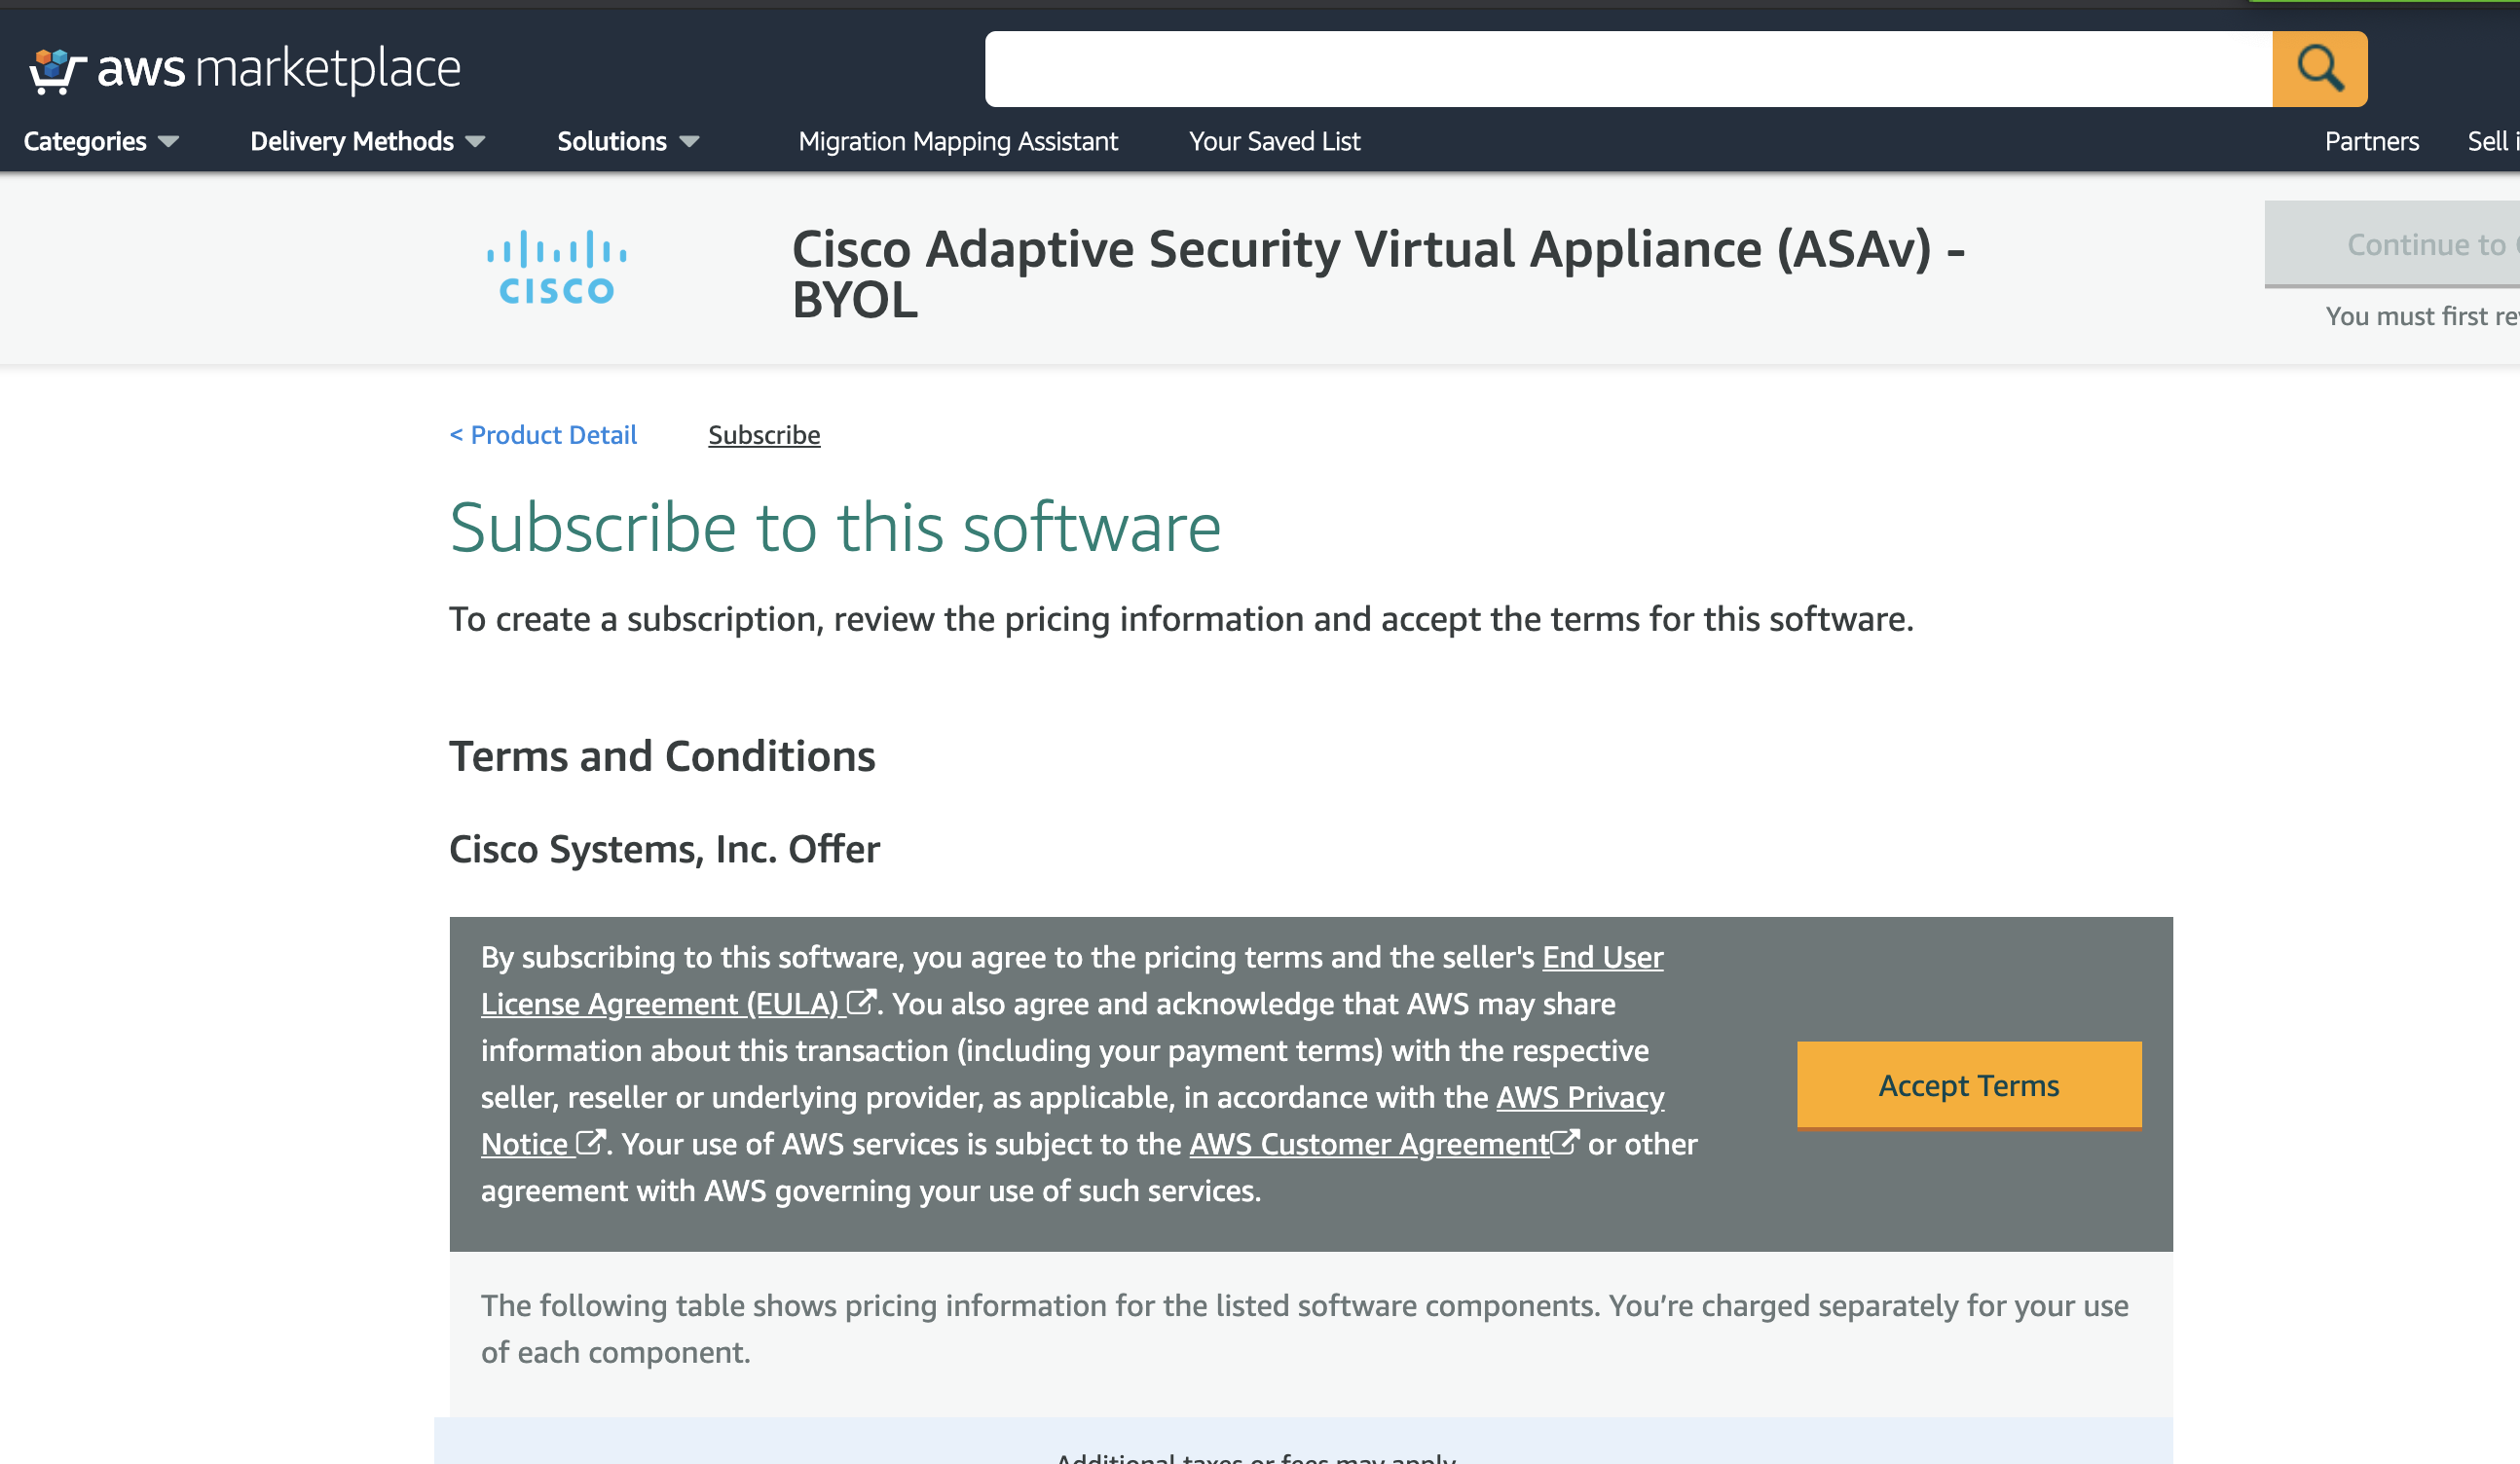 aws marketplace
Categories
Delivery Methods
Solutions
Migration Mapping Assistant
Your Saved List
Partners
Sell
CISCO
Cisco Adaptive Security Virtual Appliance (ASAv) -
BYOL
Continue to
You must first
< Product Detail
Subscribe
Subscribe to this software
To create a subscription, review the pricing information and accept the terms for this software.
Terms and Conditions
Cisco Systems, Inc. Offer
By subscribing to this software, you agree to the pricing terms and the seller's End User
License Agreement (EULA) . You also agree and acknowledge that AWS may share
information about this transaction (including your payment terms) with the respective
seller, reseller or underlying provider, as applicable, in accordance with the AWS Privacy
Notice . Your use of AWS services is subject to the AWS Customer Agreement or other
agreement with AWS governing your use of such services.
Accept Terms
The following table shows pricing information for the listed software components. You’re charged separately for your use
of each component.
Additional taxes or fees may apply.